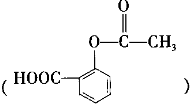 O
O—C—CH₃
( HOOC )